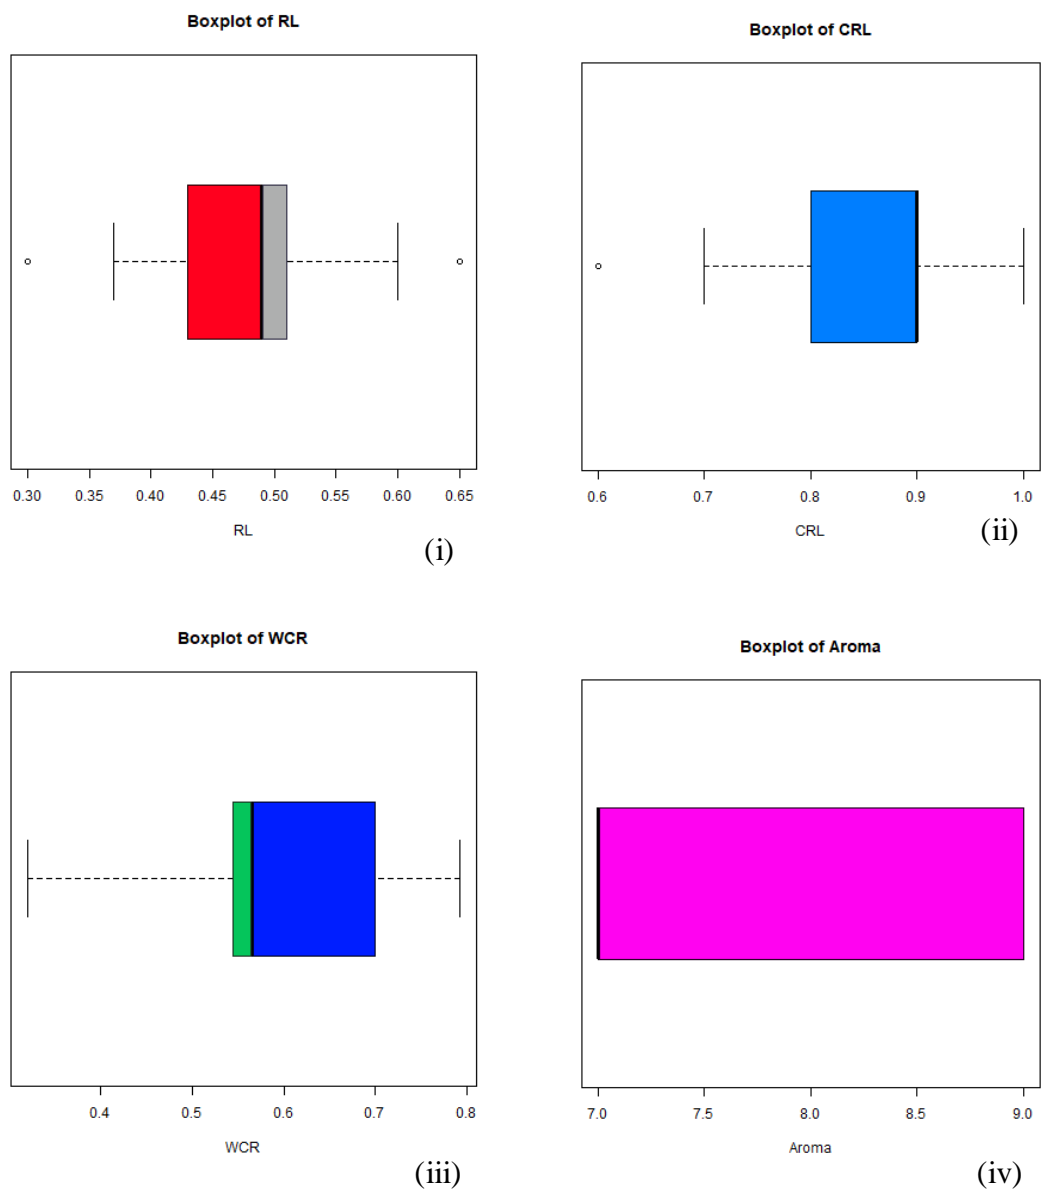 Boxplot of RL
0.30 0.35 0.40 0.45 0.50 0.55 0.60 0.65
RL
(i)
Boxplot of CRL
0.6 0.7 0.8 0.9 1.0
CRL
(ii)
Boxplot of WCR
0.4 0.5 0.6 0.7 0.8
WCR
(iii)
Boxplot of Aroma
7.0 7.5 8.0 8.5 9.0
Aroma
(iv)